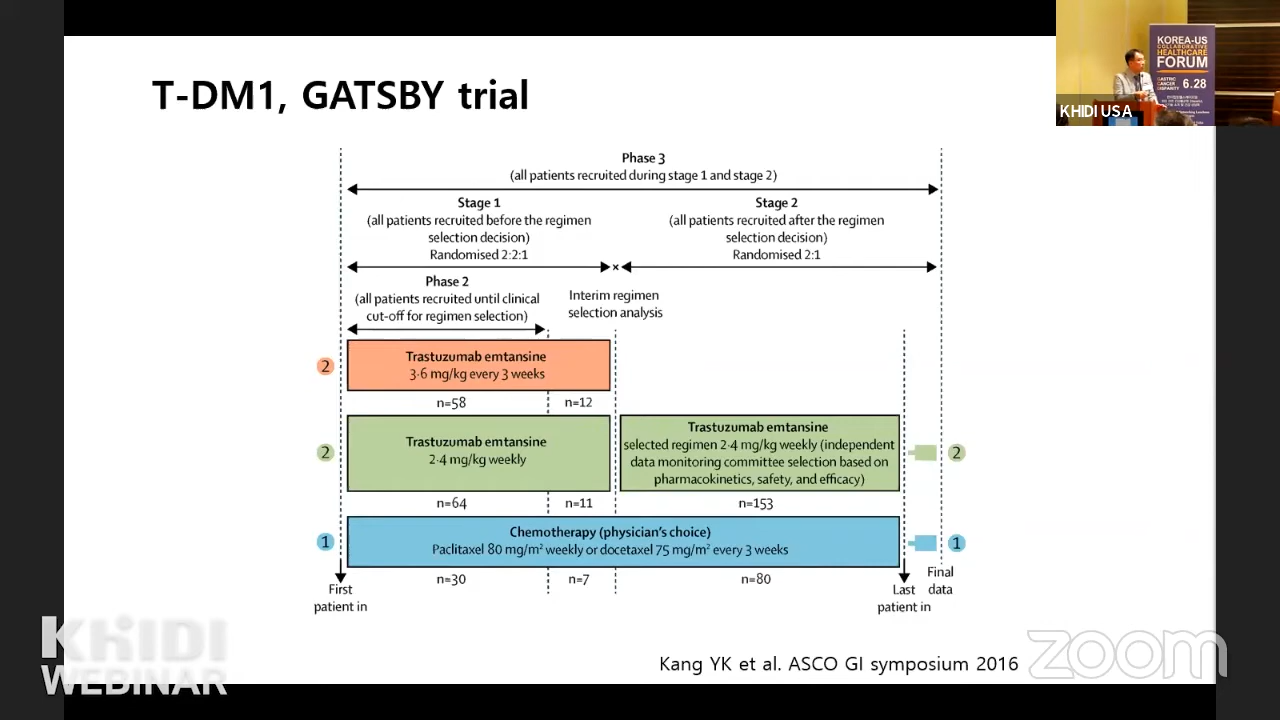 T-DM1, GATSBY trial
KOREA-US
COLLABORATIVE
HEALTHCARE
FORUM
GASTRIC
CANCER
DISPARITY
6.28
KHIDI USA
Phase 3
(all patients recruited during stage 1 and stage 2)
Stage 1
(all patients recruited before the regimen
selection decision)
Randomised 2:2:1
Stage 2
(all patients recruited after the regimen
selection decision)
Randomised 2:1
×
Phase 2
(all patients recruited until clinical
cut-off for regimen selection)
Interim regimen
selection analysis
2
Trastuzumab emtansine
3·6 mg/kg every 3 weeks
n=58
n=12
2
Trastuzumab emtansine
2·4 mg/kg weekly
Trastuzumab emtansine
selected regimen 2·4 mg/kg weekly (independent
data monitoring committee selection based on
pharmacokinetics, safety, and efficacy)
2
n=64
n=11
n=153
1
Chemotherapy (physician's choice)
Paclitaxel 80 mg/m² weekly or docetaxel 75 mg/m² every 3 weeks
1
n=30
n=7
n=80
First
patient in
Last
patient in
Final
data
Kang YK et al. ASCO GI symposium 2016
KHIDI
WEBINAR
zoom